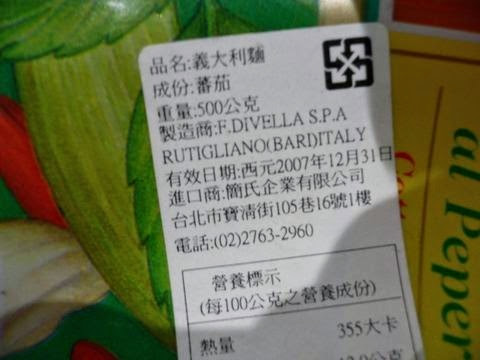 品名:義大利麵
成份:蕃茄
重量:500公克
製造商:F.DIVELLA S.P.A
RUTIGLIANO(BARI)ITALY
有效日期:西元2007年12月31日
進口商:簡氏企業有限公司
台北市寶清街105巷16號1樓
電話:(02)2763-2960
營養標示
(每100公克之營養成份)
熱量 355大卡
al Peper